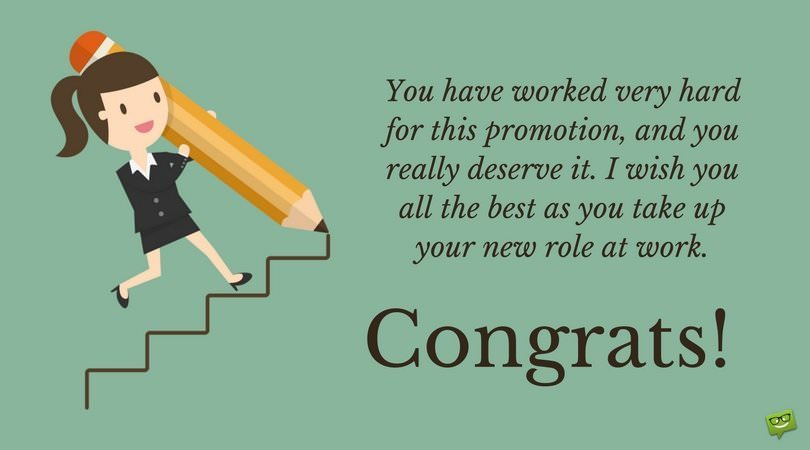 You have worked very hard
for this promotion, and you
really deserve it. I wish you
all the best as you take up
your new role at work.
Congrats!